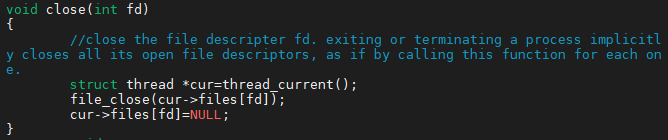 void close(int fd)
{
        //close the file descripter fd. exiting or terminating a process implicitl
y closes all its open file descriptors, as if by calling this function for each on
e.
        struct thread *cur=thread_current();
        file_close(cur->files[fd]);
        cur->files[fd]=NULL;
}